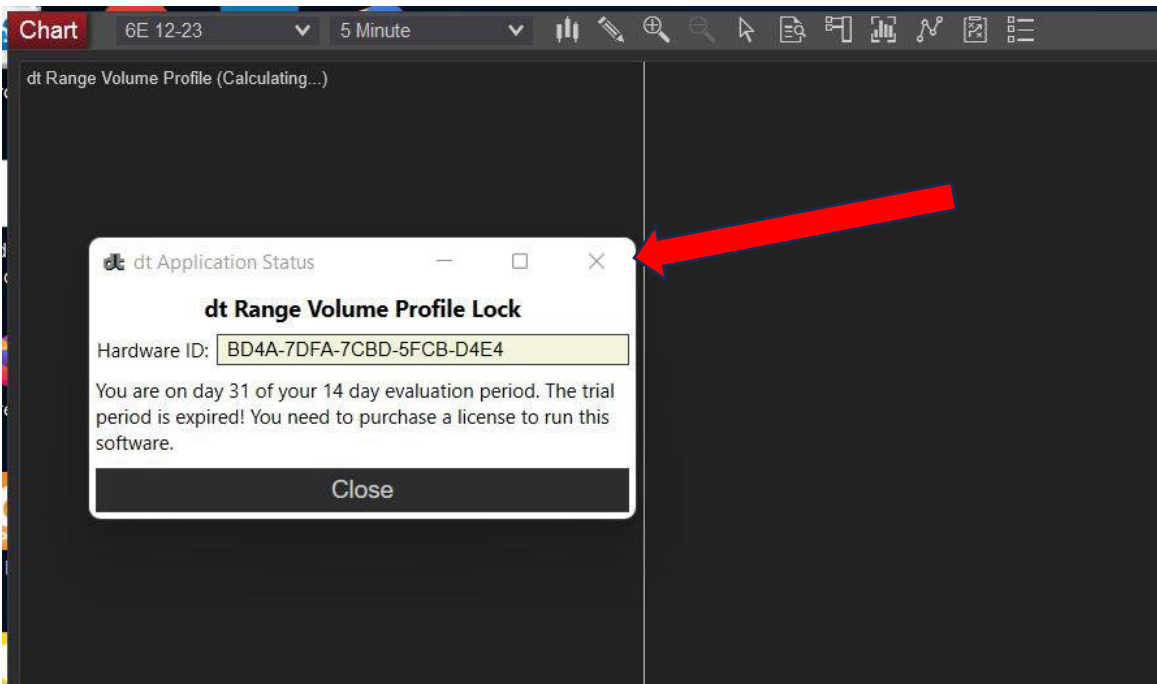 Chart 6E 12-23 5 Minute
dt Range Volume Profile (Calculating...)
dt Application Status
dt Range Volume Profile Lock
Hardware ID: BD4A-7DFA-7CBD-5FCB-D4E4
You are on day 31 of your 14 day evaluation period. The trial
period is expired! You need to purchase a license to run this
software.
Close